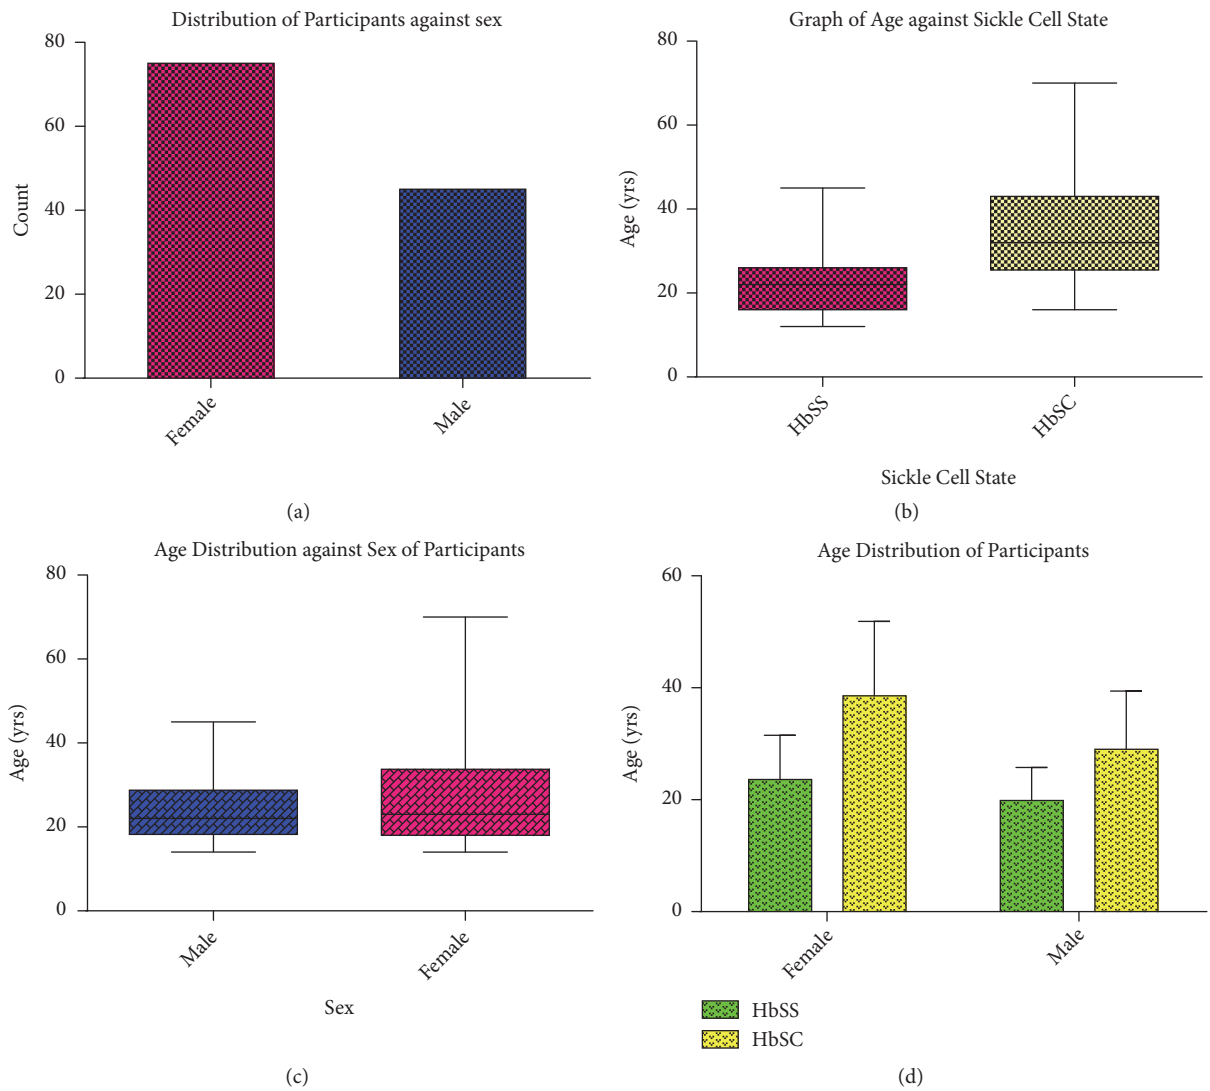 Distribution of Participants against sex
80
60
40
20
0
Count
Female
Male
(a)
Graph of Age against Sickle Cell State
80
60
40
20
0
Age (yrs)
HbSS
HbSC
Sickle Cell State
(b)
Age Distribution against Sex of Participants
80
60
40
20
0
Age (yrs)
Male
Female
Sex
(c)
Age Distribution of Participants
60
40
20
0
Age (yrs)
Female
Male
HbSS
HbSC
(d)